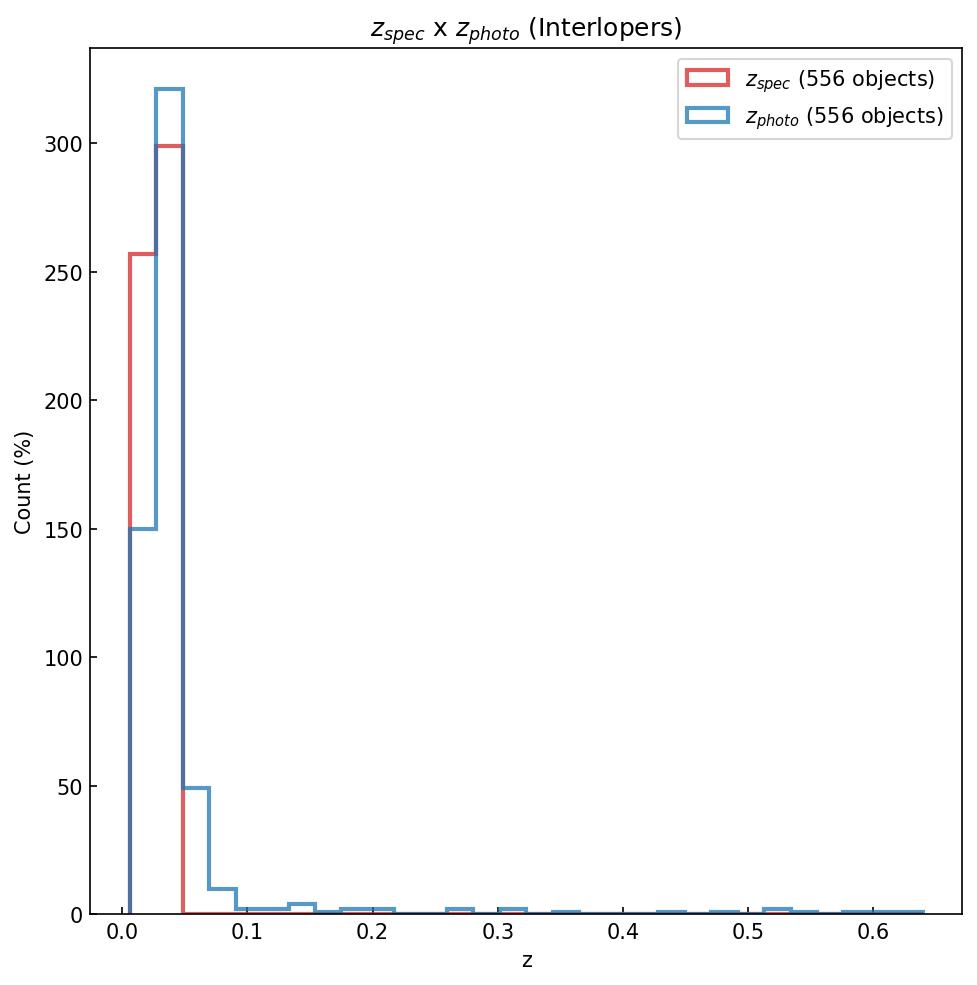 z_spec x z_photo (Interlopers)
z_spec (556 objects)
z_photo (556 objects)
Count (%)
300
250
200
150
100
50
0
0.0 0.1 0.2 0.3 0.4 0.5 0.6
z